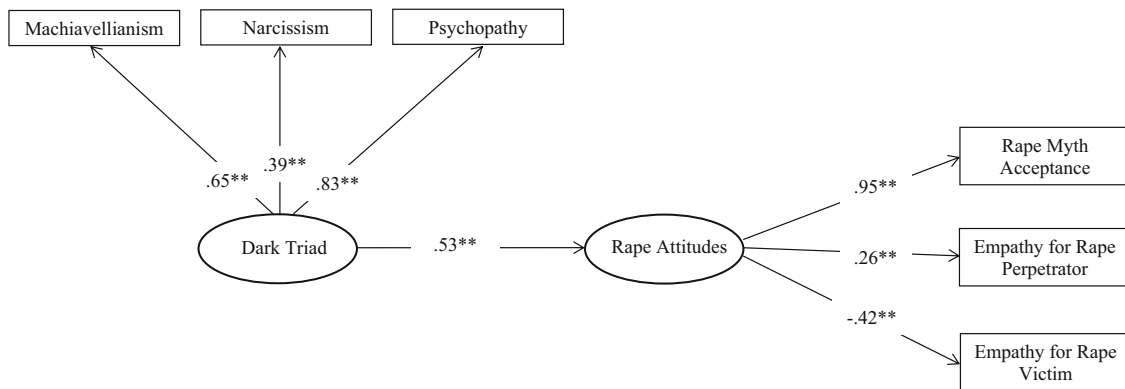 Machiavellianism
Narcissism
Psychopathy
.65**
.39**
.83**
Dark Triad
.53**
Rape Attitudes
.95**
.26**
-.42**
Rape Myth
Acceptance
Empathy for Rape
Perpetrator
Empathy for Rape
Victim